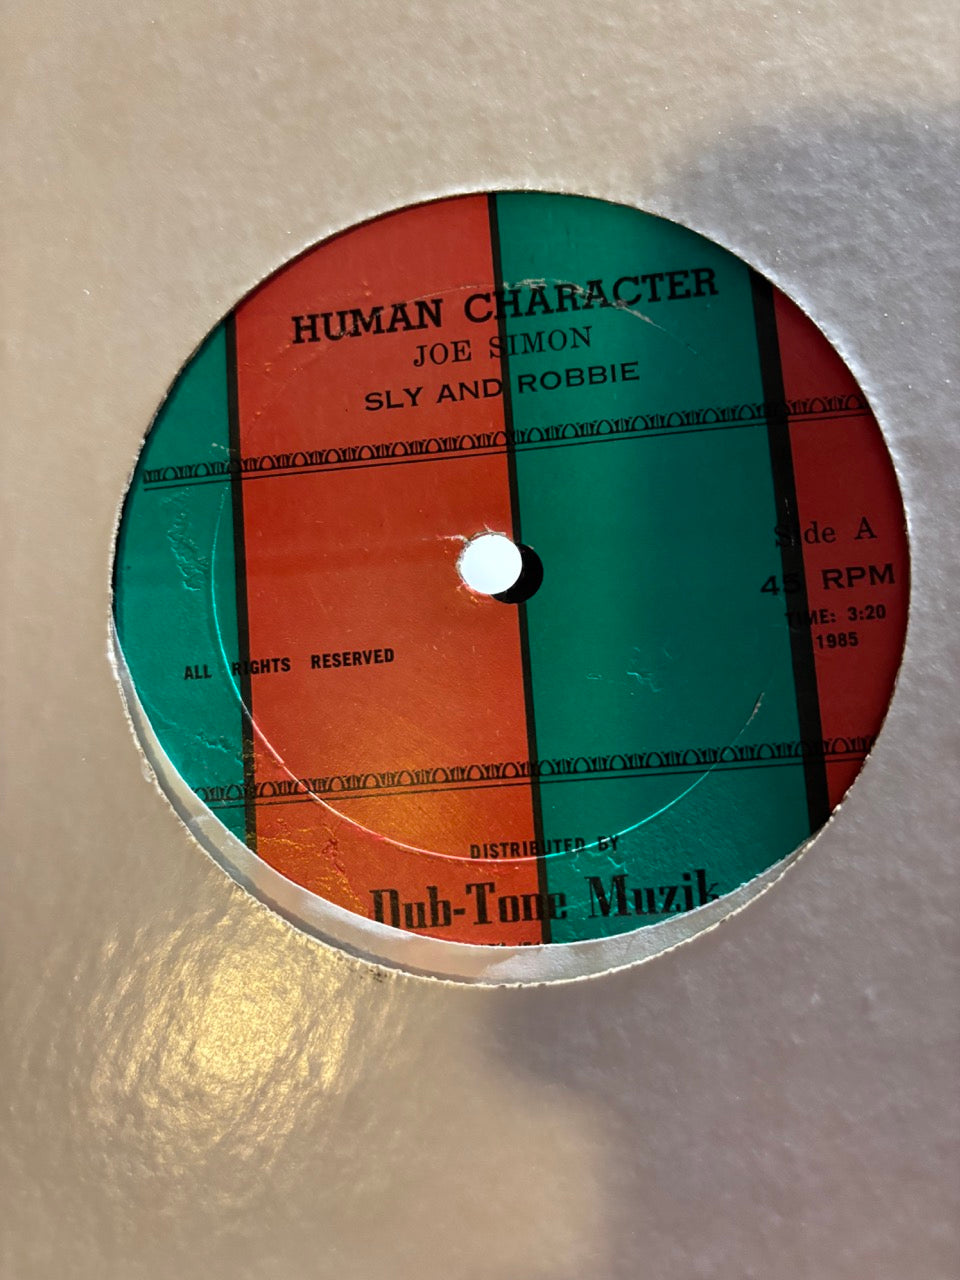 HUMAN CHARACTER
JOE SIMON
SLY AND ROBBIE
Side A
45 RPM
TIME: 3:20
1985
ALL RIGHTS RESERVED
DISTRIBUTED BY
Dub-Tone Muzik